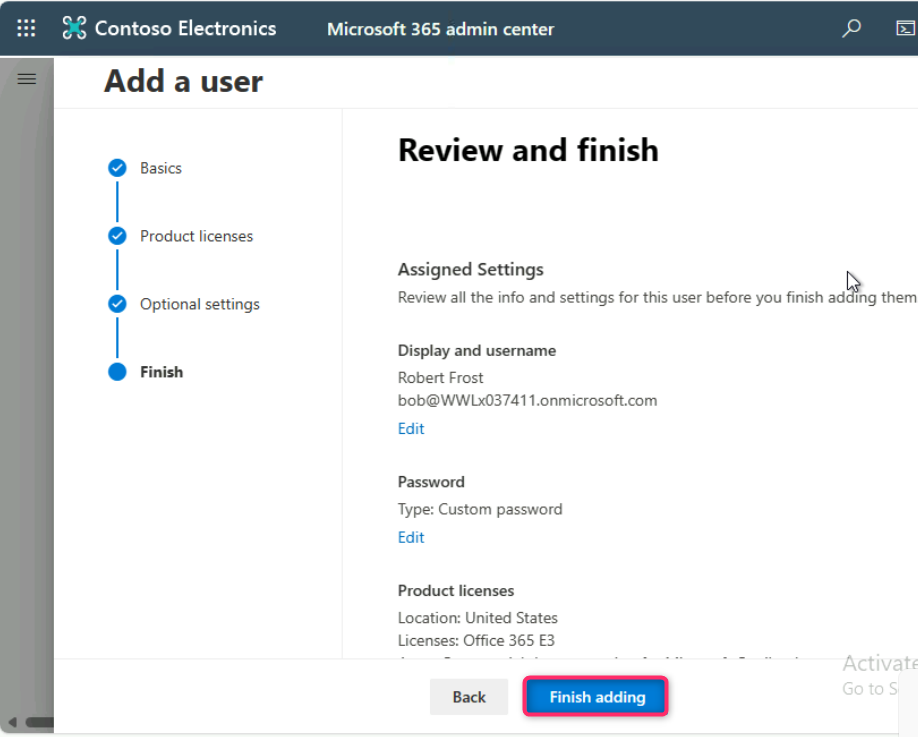 Contoso Electronics
Microsoft 365 admin center
Add a user
Basics
Product licenses
Optional settings
Finish
Review and finish
Assigned Settings
Review all the info and settings for this user before you finish adding them
Display and username
Robert Frost
bob@WWLx037411.onmicrosoft.com
Edit
Password
Type: Custom password
Edit
Product licenses
Location: United States
Licenses: Office 365 E3
Back
Finish adding
Activate
Go to S